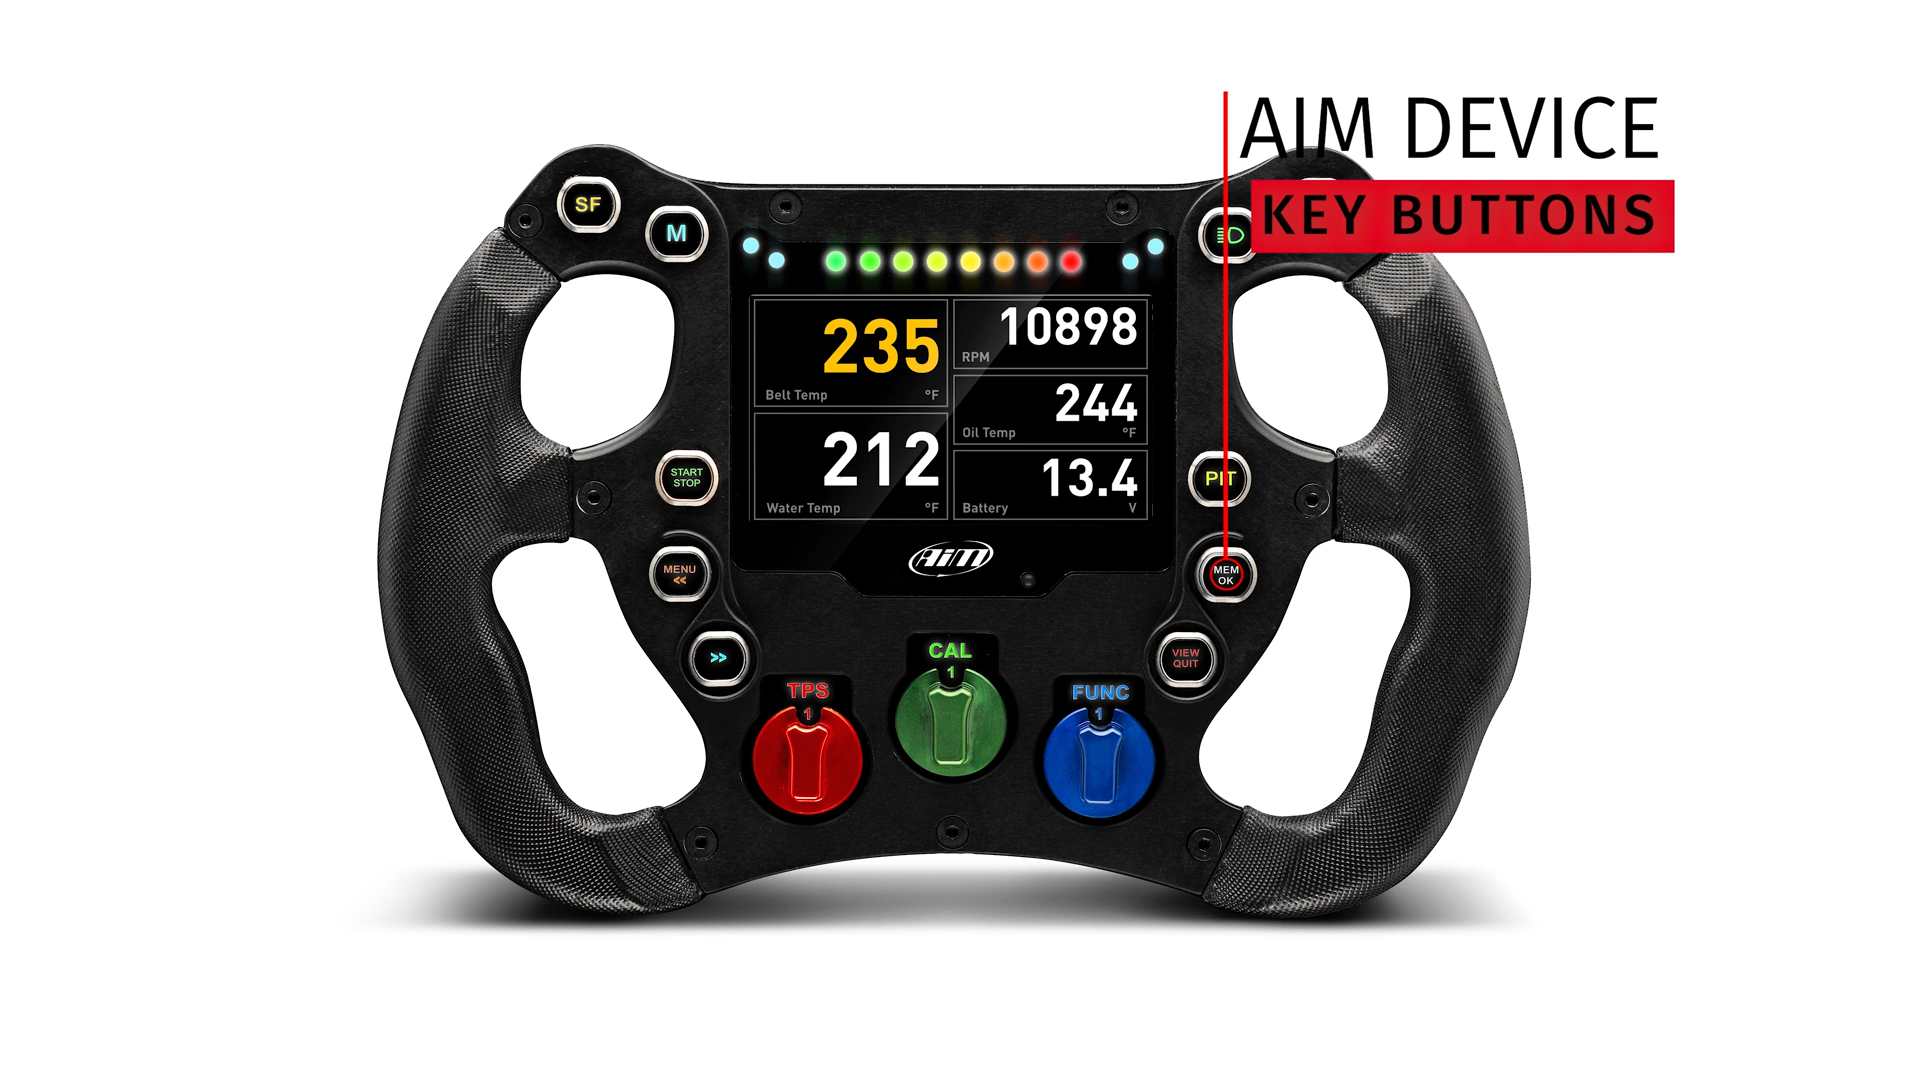 AIM DEVICE
KEY BUTTONS
SF
M
235
Belt Temp °F
10898
RPM
244
Oil Temp °F
212
Water Temp °F
13.4
Battery V
START
STOP
PIT
AiM
MENU
<<
MEM
OK
>>
VIEW
QUIT
CAL
1
TPS
1
FUNC
1